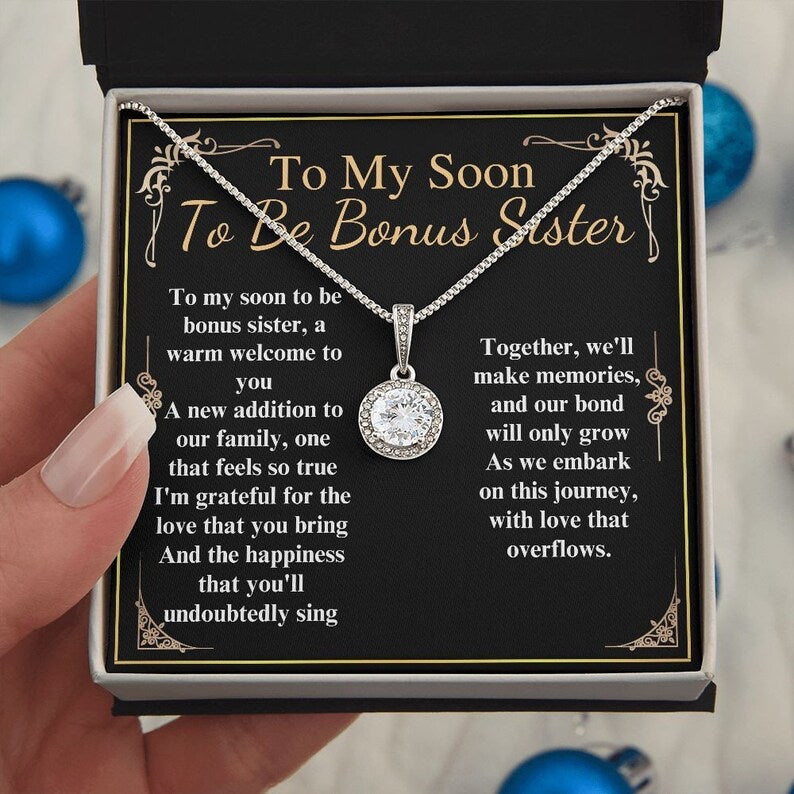 To My Soon
To Be Bonus Sister
To my soon to be
bonus sister, a
warm welcome to
you
A new addition to
our family, one
that feels so true
I'm grateful for the
love that you bring
And the happiness
that you'll
undoubtedly sing
Together, we'll
make memories,
and our bond
will only grow
As we embark
on this journey,
with love that
overflows.